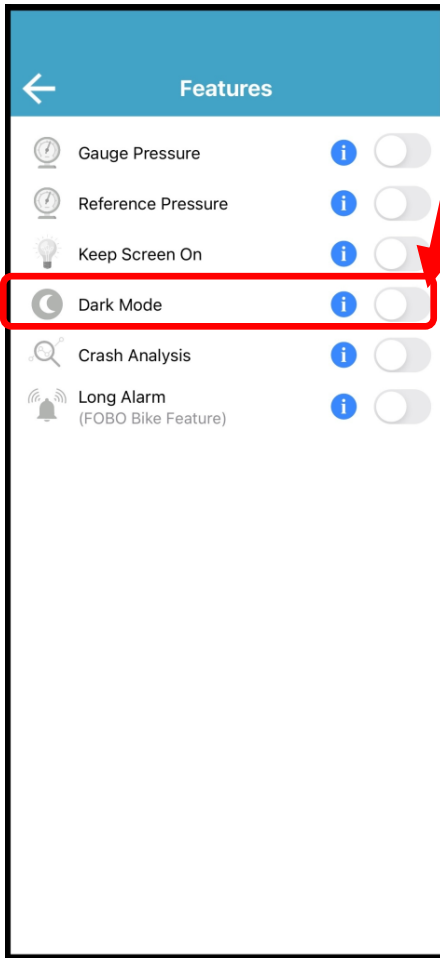 Features
Gauge Pressure
Reference Pressure
Keep Screen On
Dark Mode
Crash Analysis
Long Alarm
(FOBO Bike Feature)